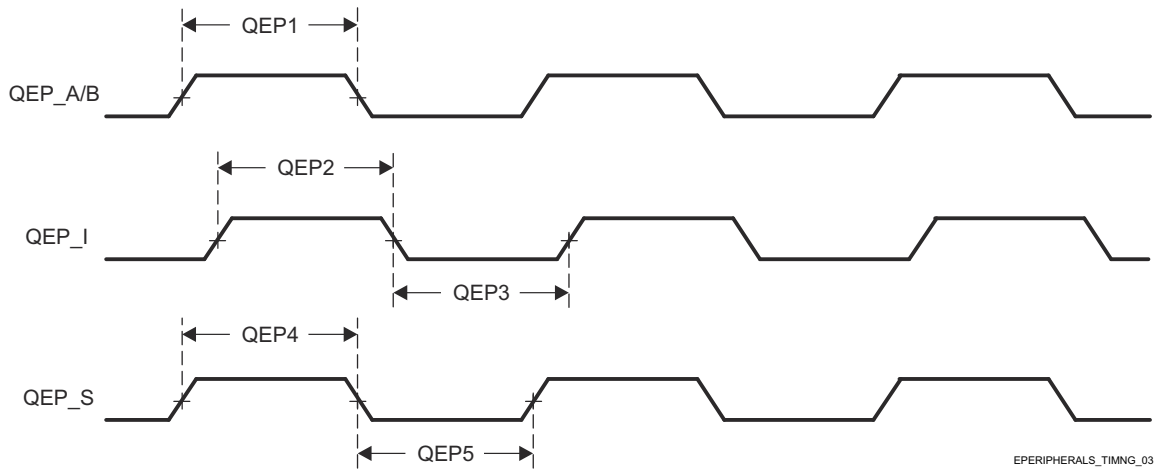 QEP1
QEP_A/B
QEP2
QEP_I
QEP3
QEP4
QEP_S
QEP5
EPERIPHERALS_TIMNG_03